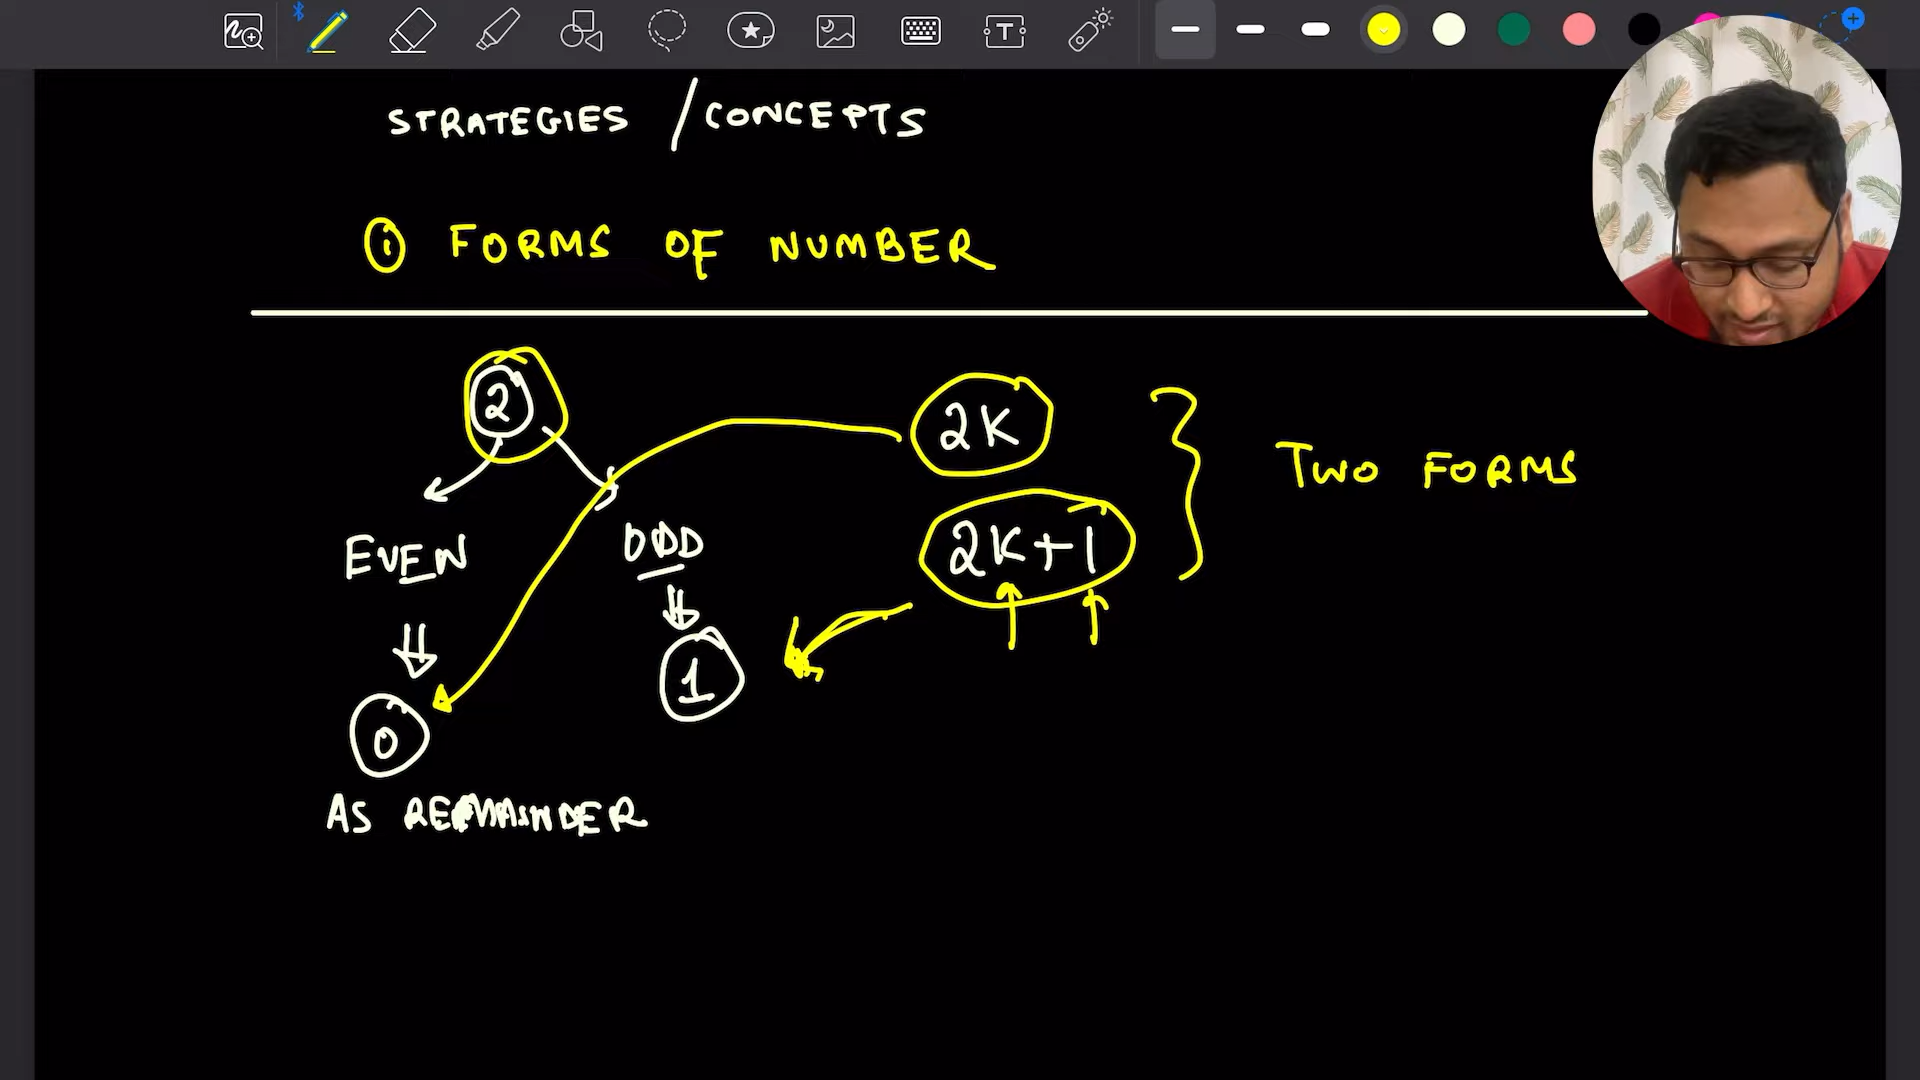 STRATEGIES / CONCEPTS
① FORMS OF NUMBER
2
2K
TWO FORMS
EVEN
ODD
2K+1
1
0
AS REMAINDER